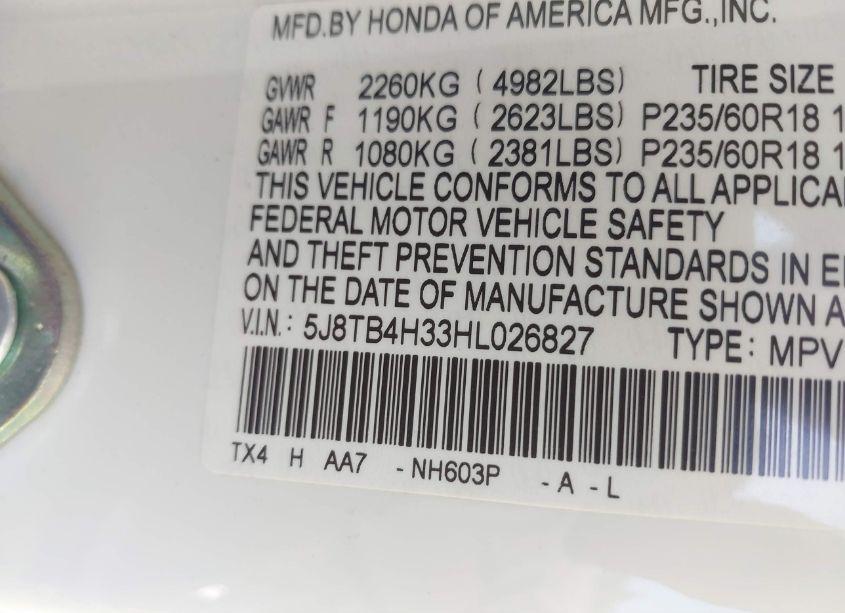 MFD.BY HONDA OF AMERICA MFG.,INC.
GVWR 2260KG ( 4982LBS) TIRE SIZE
GAWR F 1190KG ( 2623LBS) P235/60R18 1
GAWR R 1080KG ( 2381LBS) P235/60R18 1
THIS VEHICLE CONFORMS TO ALL APPLICA
FEDERAL MOTOR VEHICLE SAFETY
AND THEFT PREVENTION STANDARDS IN E
ON THE DATE OF MANUFACTURE SHOWN A
V.I.N.: 5J8TB4H33HL026827 TYPE: MPV
TX4 H AA7 - NH603P - A - L